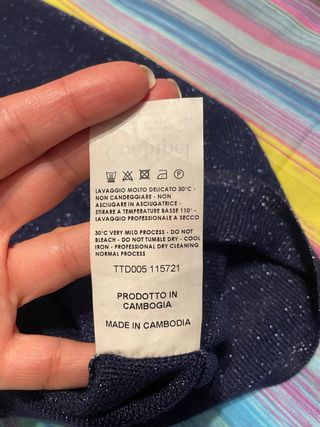 LAVAGGIO MOLTO DELICATO 30°C -
NON CANDEGGIARE - NON
ASCIUGARE IN ASCIUGATRICE -
STIRARE A TEMPERATURE BASSE 110° -
LAVAGGIO PROFESSIONALE A SECCO
30°C VERY MILD PROCESS - DO NOT
BLEACH - DO NOT TUMBLE DRY - COOL
IRON - PROFESSIONAL DRY CLEANING
NORMAL PROCESS
TTD005 115721
PRODOTTO IN
CAMBOGIA
MADE IN CAMBODIA